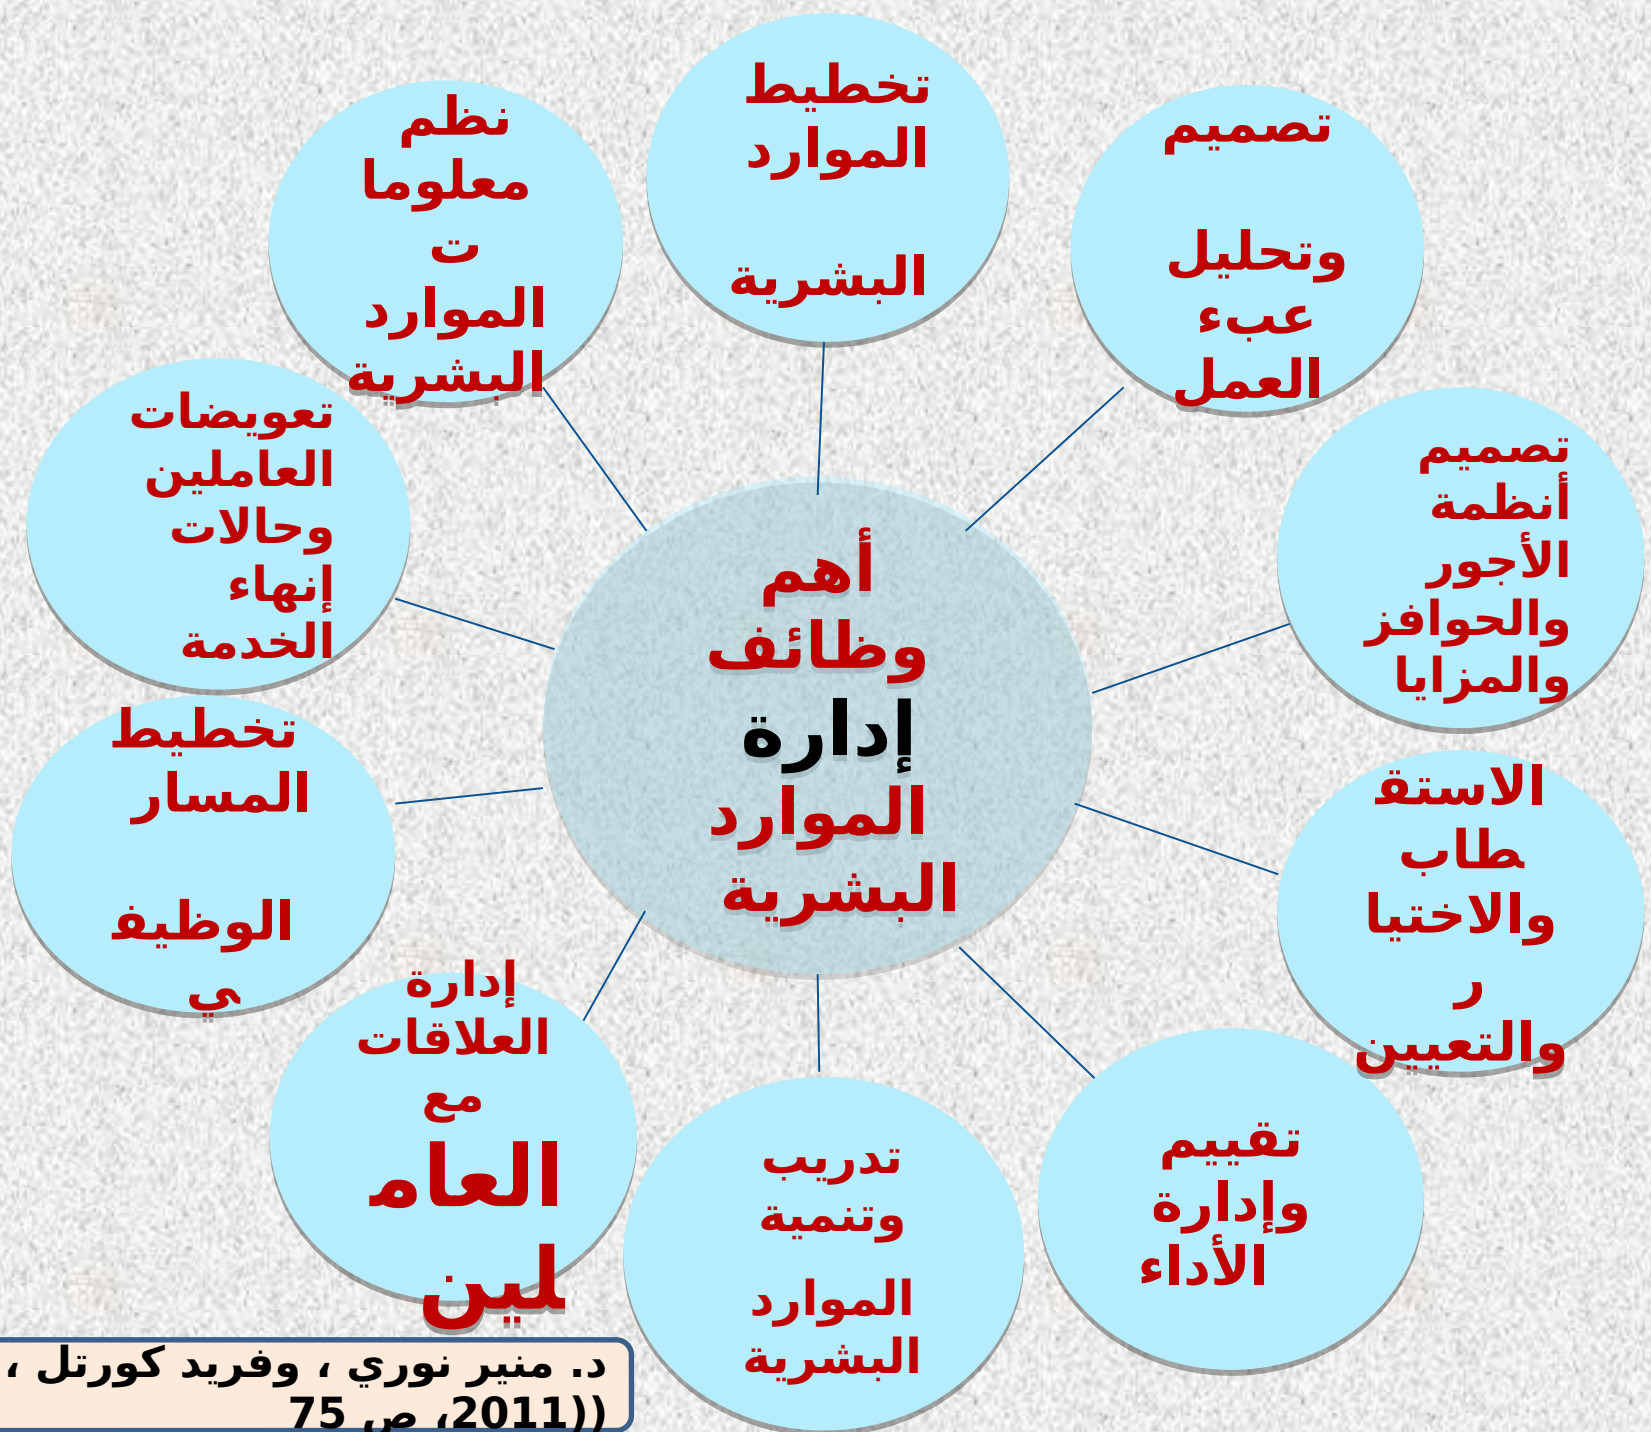 تخطيط
الموارد
البشرية
تصميم
وتحليل
عبء
العمل
تصميم
أنظمة
الأجور
والحوافز
والمزايا
الاستق
طاب
والاختيا
ر
والتعيين
تقييم
وإدارة
الأداء
تدريب
وتنمية
الموارد
البشرية
إدارة
العلاقات
مع
العام
لين
تخطيط
المسار
الوظيف
ي
تعويضات
العاملين
وحالات
إنهاء
الخدمة
نظم
معلوما
ت
الموارد
البشرية
أهم
وظائف
إدارة
الموارد
البشرية
د. منير نوري ، وفريد كورتل ،
((2011، ص 75